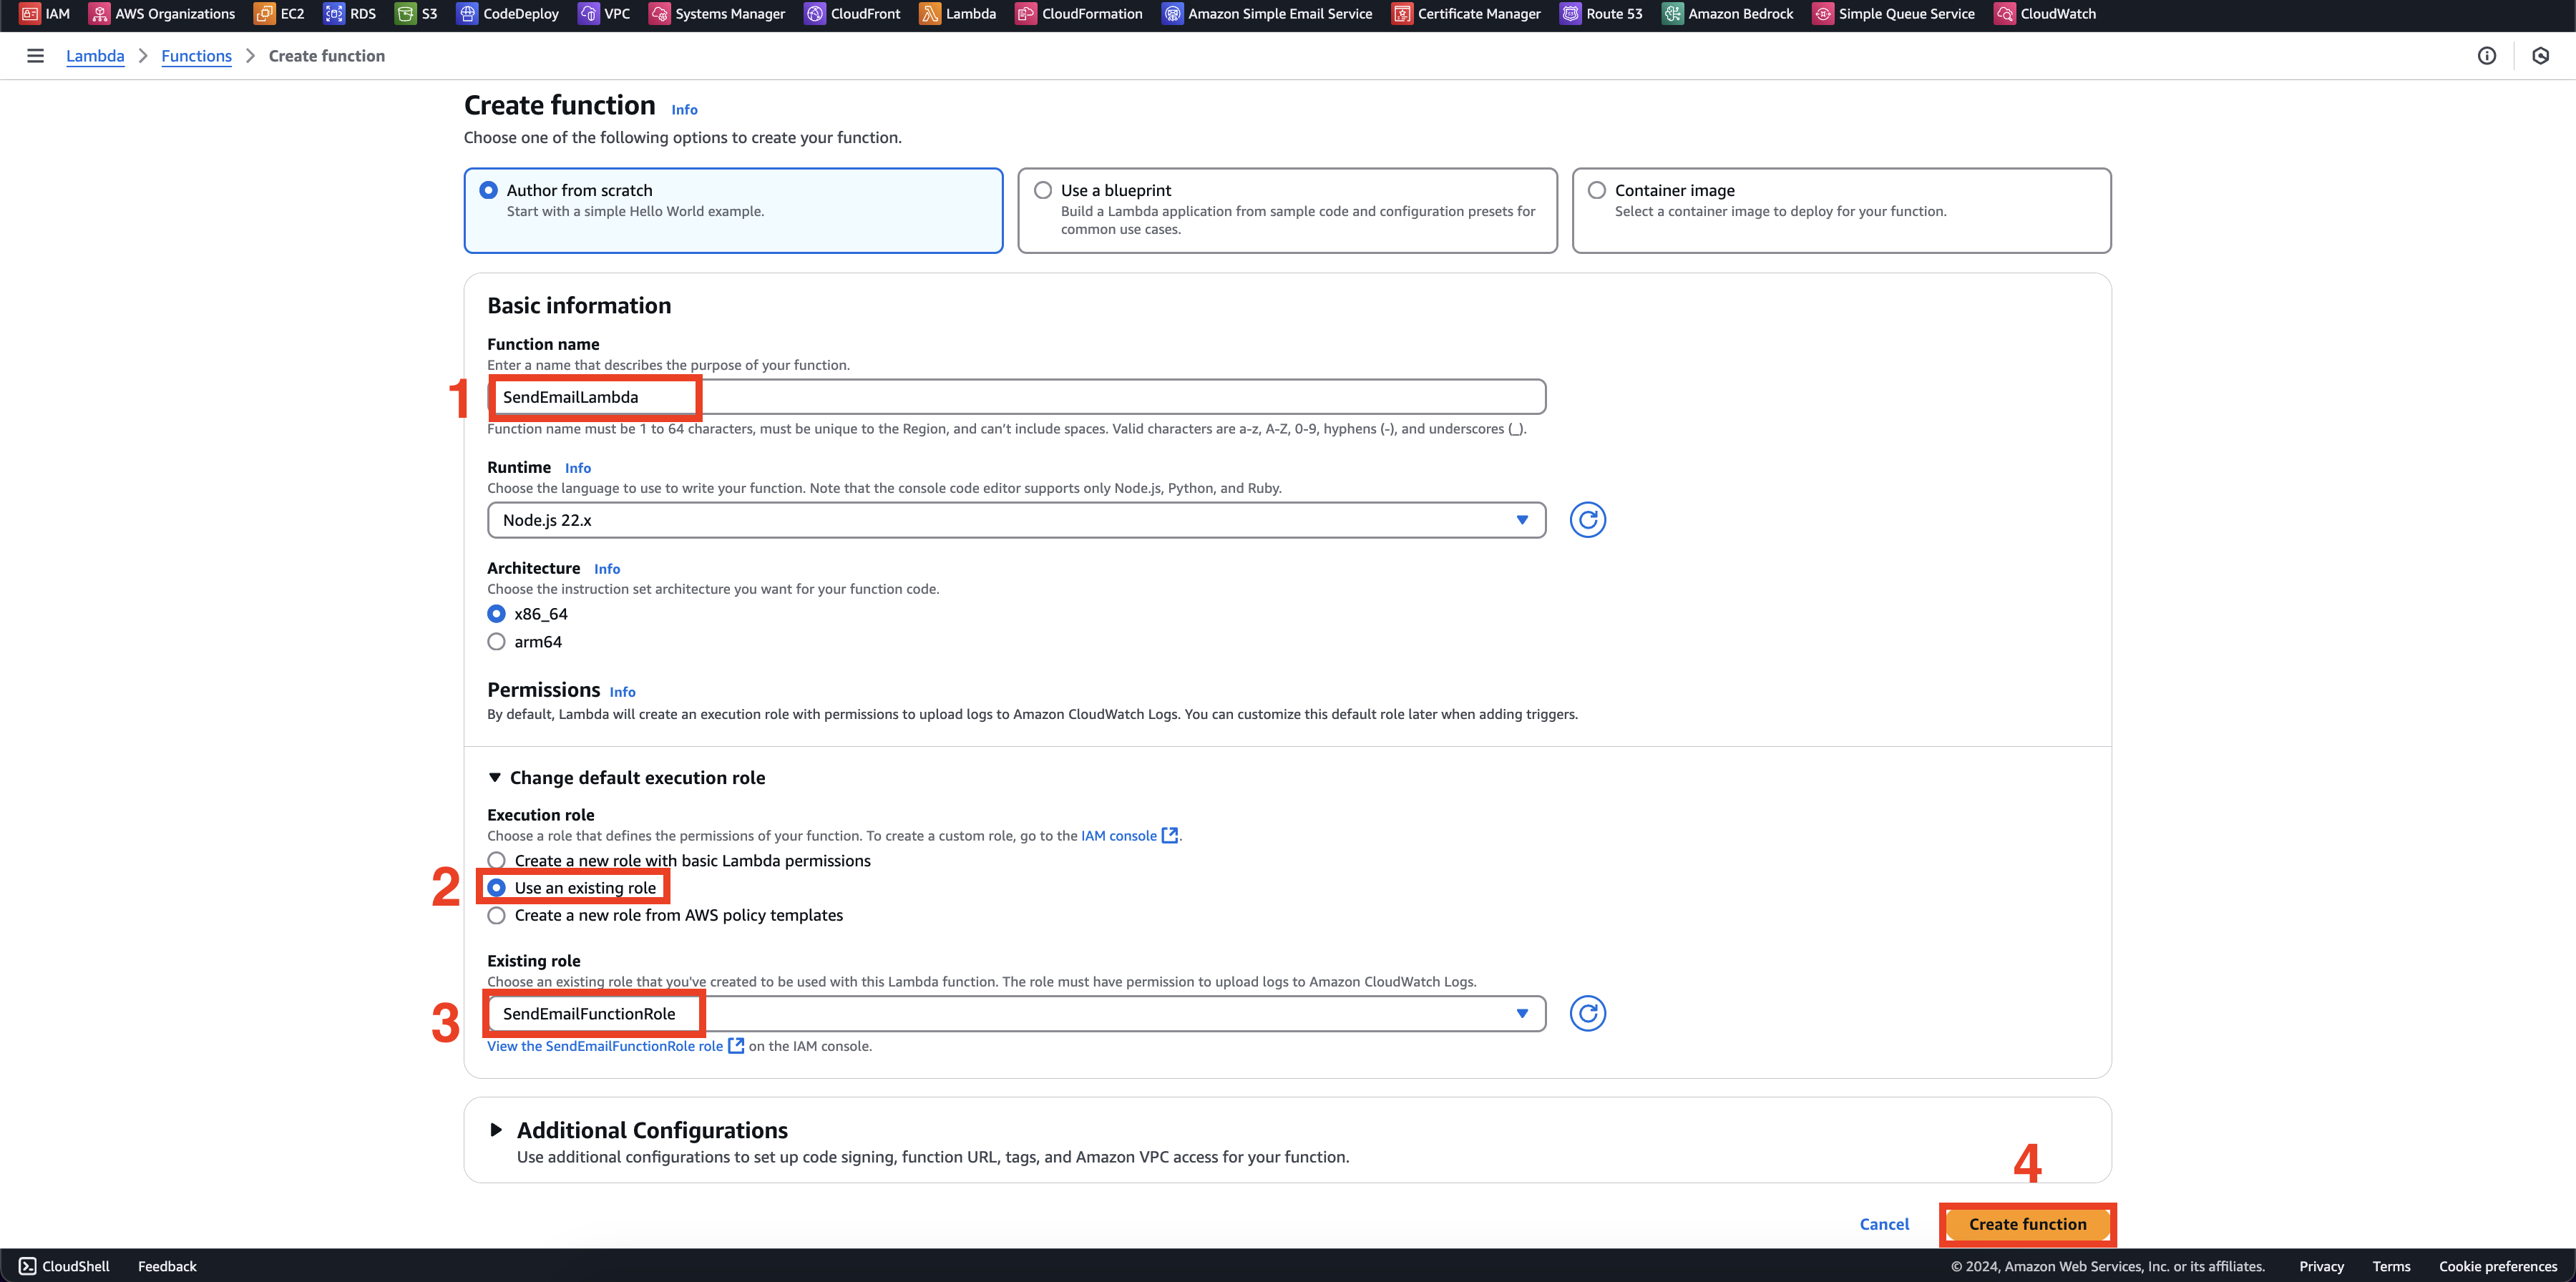 IAM AWS Organizations EC2 RDS S3 CodeDeploy VPC Systems Manager CloudFront Lambda CloudFormation Amazon Simple Email Service Certificate Manager Route 53 Amazon Bedrock Simple Queue Service CloudWatch
Lambda > Functions > Create function
Create function Info
Choose one of the following options to create your function.
Author from scratch
Start with a simple Hello World example.
Use a blueprint
Build a Lambda application from sample code and configuration presets for
common use cases.
Container image
Select a container image to deploy for your function.
Basic information
Function name
Enter a name that describes the purpose of your function.
1 SendEmailLambda
Function name must be 1 to 64 characters, must be unique to the Region, and can’t include spaces. Valid characters are a-z, A-Z, 0-9, hyphens (-), and underscores (_).
Runtime Info
Choose the language to use to write your function. Note that the console code editor supports only Node.js, Python, and Ruby.
Node.js 22.x
Architecture Info
Choose the instruction set architecture you want for your function code.
x86_64
arm64
Permissions Info
By default, Lambda will create an execution role with permissions to upload logs to Amazon CloudWatch Logs. You can customize this default role later when adding triggers.
Change default execution role
Execution role
Choose a role that defines the permissions of your function. To create a custom role, go to the IAM console.
Create a new role with basic Lambda permissions
2 Use an existing role
Create a new role from AWS policy templates
Existing role
Choose an existing role that you've created to be used with this Lambda function. The role must have permission to upload logs to Amazon CloudWatch Logs.
3 SendEmailFunctionRole
View the SendEmailFunctionRole role on the IAM console.
Additional Configurations
Use additional configurations to set up code signing, function URL, tags, and Amazon VPC access for your function.
4
Cancel Create function
CloudShell Feedback © 2024, Amazon Web Services, Inc. or its affiliates. Privacy Terms Cookie preferences